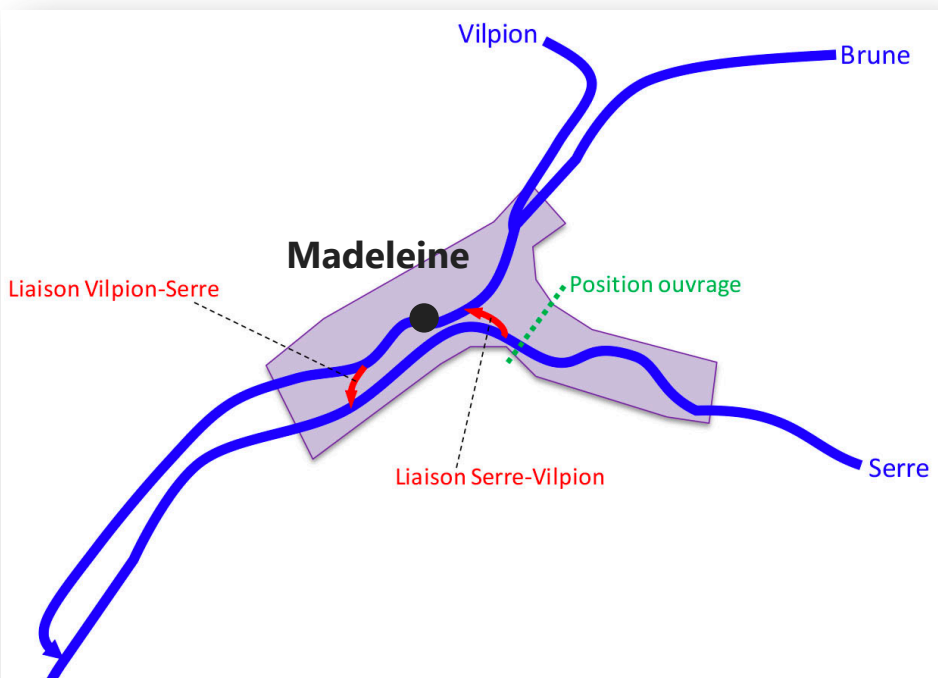 Vilpion
Brune
Madeleine
Liaison Vilpion-Serre
Position ouvrage
Liaison Serre-Vilpion
Serre